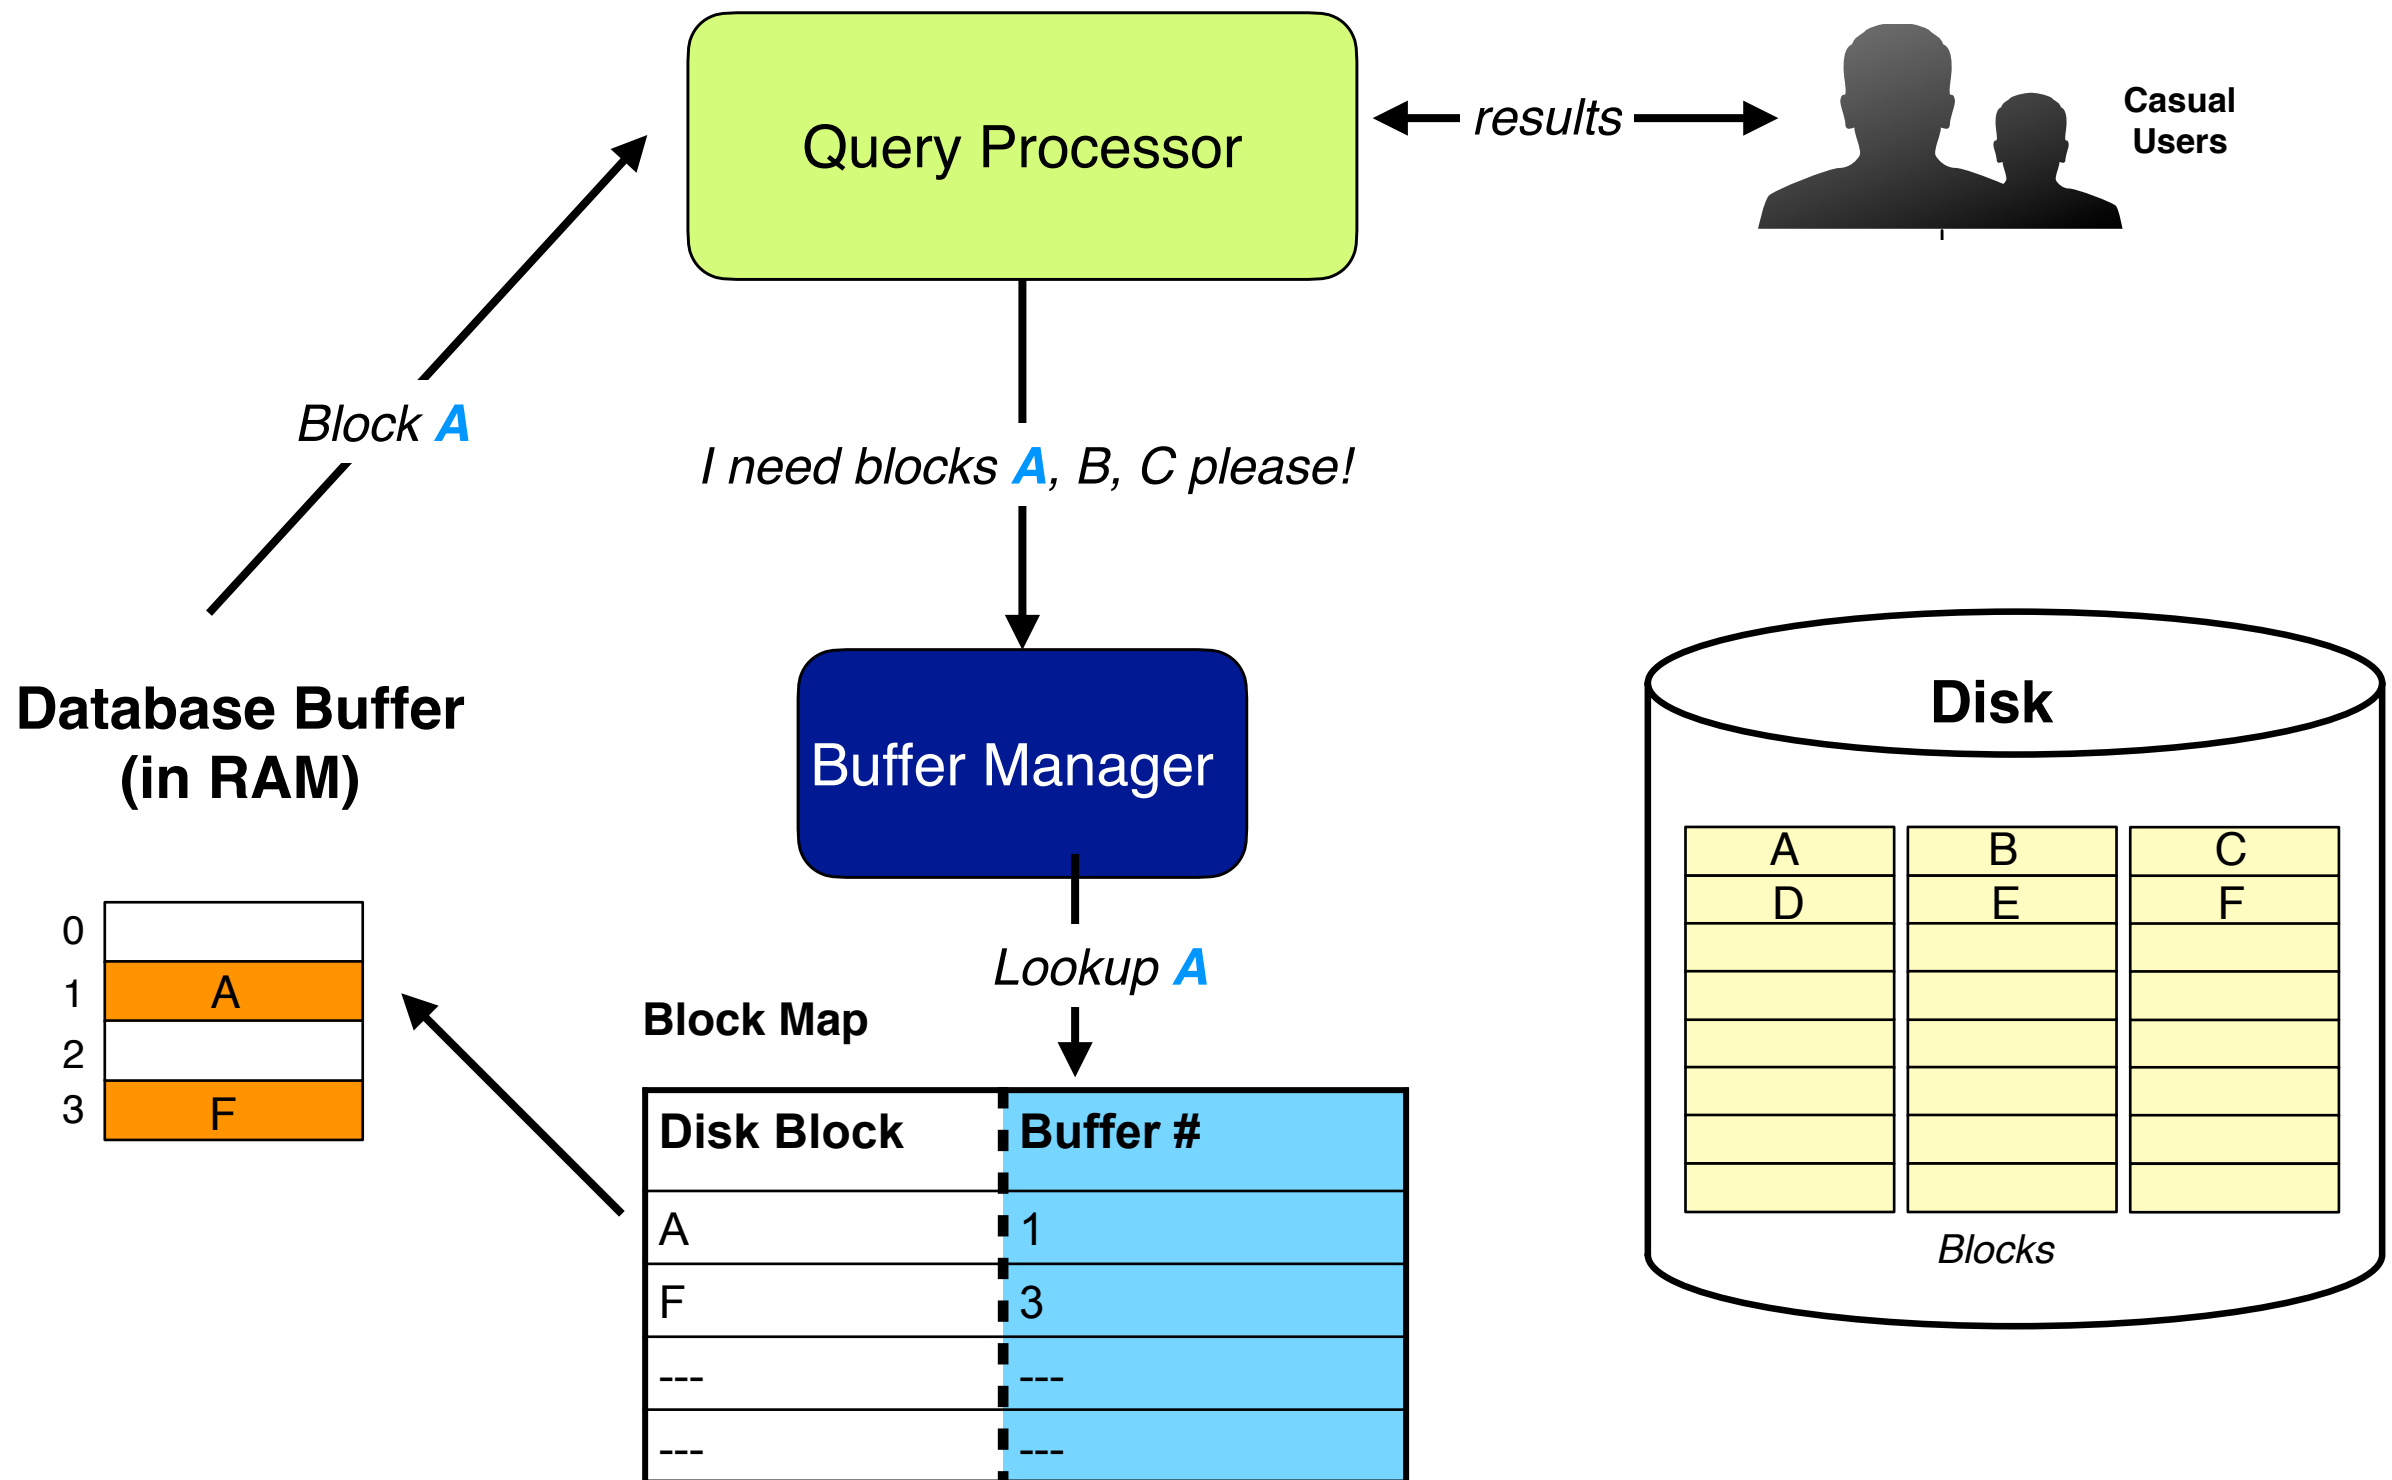 Query Processor
results
Casual
Users
Block A
I need blocks A, B, C please!
Database Buffer
(in RAM)
Buffer Manager
Disk
A B C
D E F
Blocks
0
1 A
2
3 F
Lookup A
Block Map
Disk Block Buffer #
A 1
F 3
--- ---
--- ---